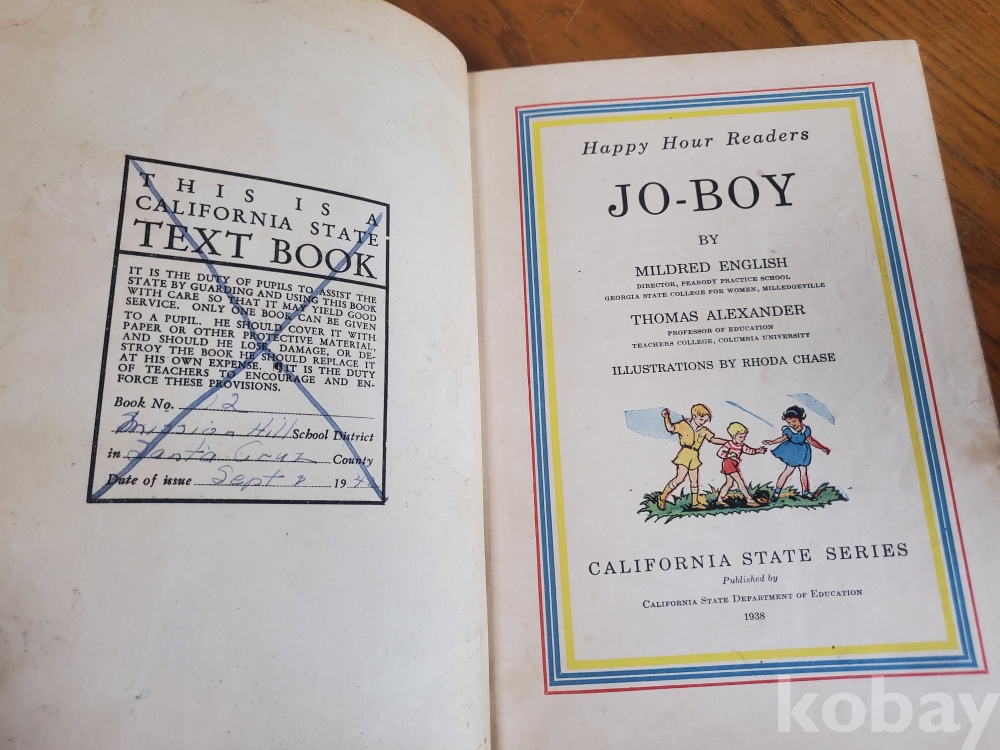 THIS IS A
CALIFORNIA STATE
TEXT BOOK
IT IS THE DUTY OF PUPILS TO ASSIST THE
STATE BY GUARDING AND USING THIS BOOK
WITH CARE SO THAT IT MAY YIELD GOOD
SERVICE. ONLY ONE BOOK CAN BE GIVEN
TO A PUPIL. HE SHOULD COVER IT WITH
PAPER OR OTHER PROTECTIVE MATERIAL,
AND SHOULD HE LOSE, DAMAGE, OR DE-
STROY THE BOOK HE SHOULD REPLACE IT
AT HIS OWN EXPENSE. ¶IT IS THE DUTY
OF TEACHERS TO ENCOURAGE AND EN-
FORCE THESE PROVISIONS.
Book No. 12
Mission Hill School District
in Santa Cruz County
Date of issue Sept 194
Happy Hour Readers
JO-BOY
BY
MILDRED ENGLISH
DIRECTOR, PEABODY PRACTICE SCHOOL
GEORGIA STATE COLLEGE FOR WOMEN, MILLEDGEVILLE
THOMAS ALEXANDER
PROFESSOR OF EDUCATION
TEACHERS COLLEGE, COLUMBIA UNIVERSITY
ILLUSTRATIONS BY RHODA CHASE
CALIFORNIA STATE SERIES
Published by
CALIFORNIA STATE DEPARTMENT OF EDUCATION
1938
kobay